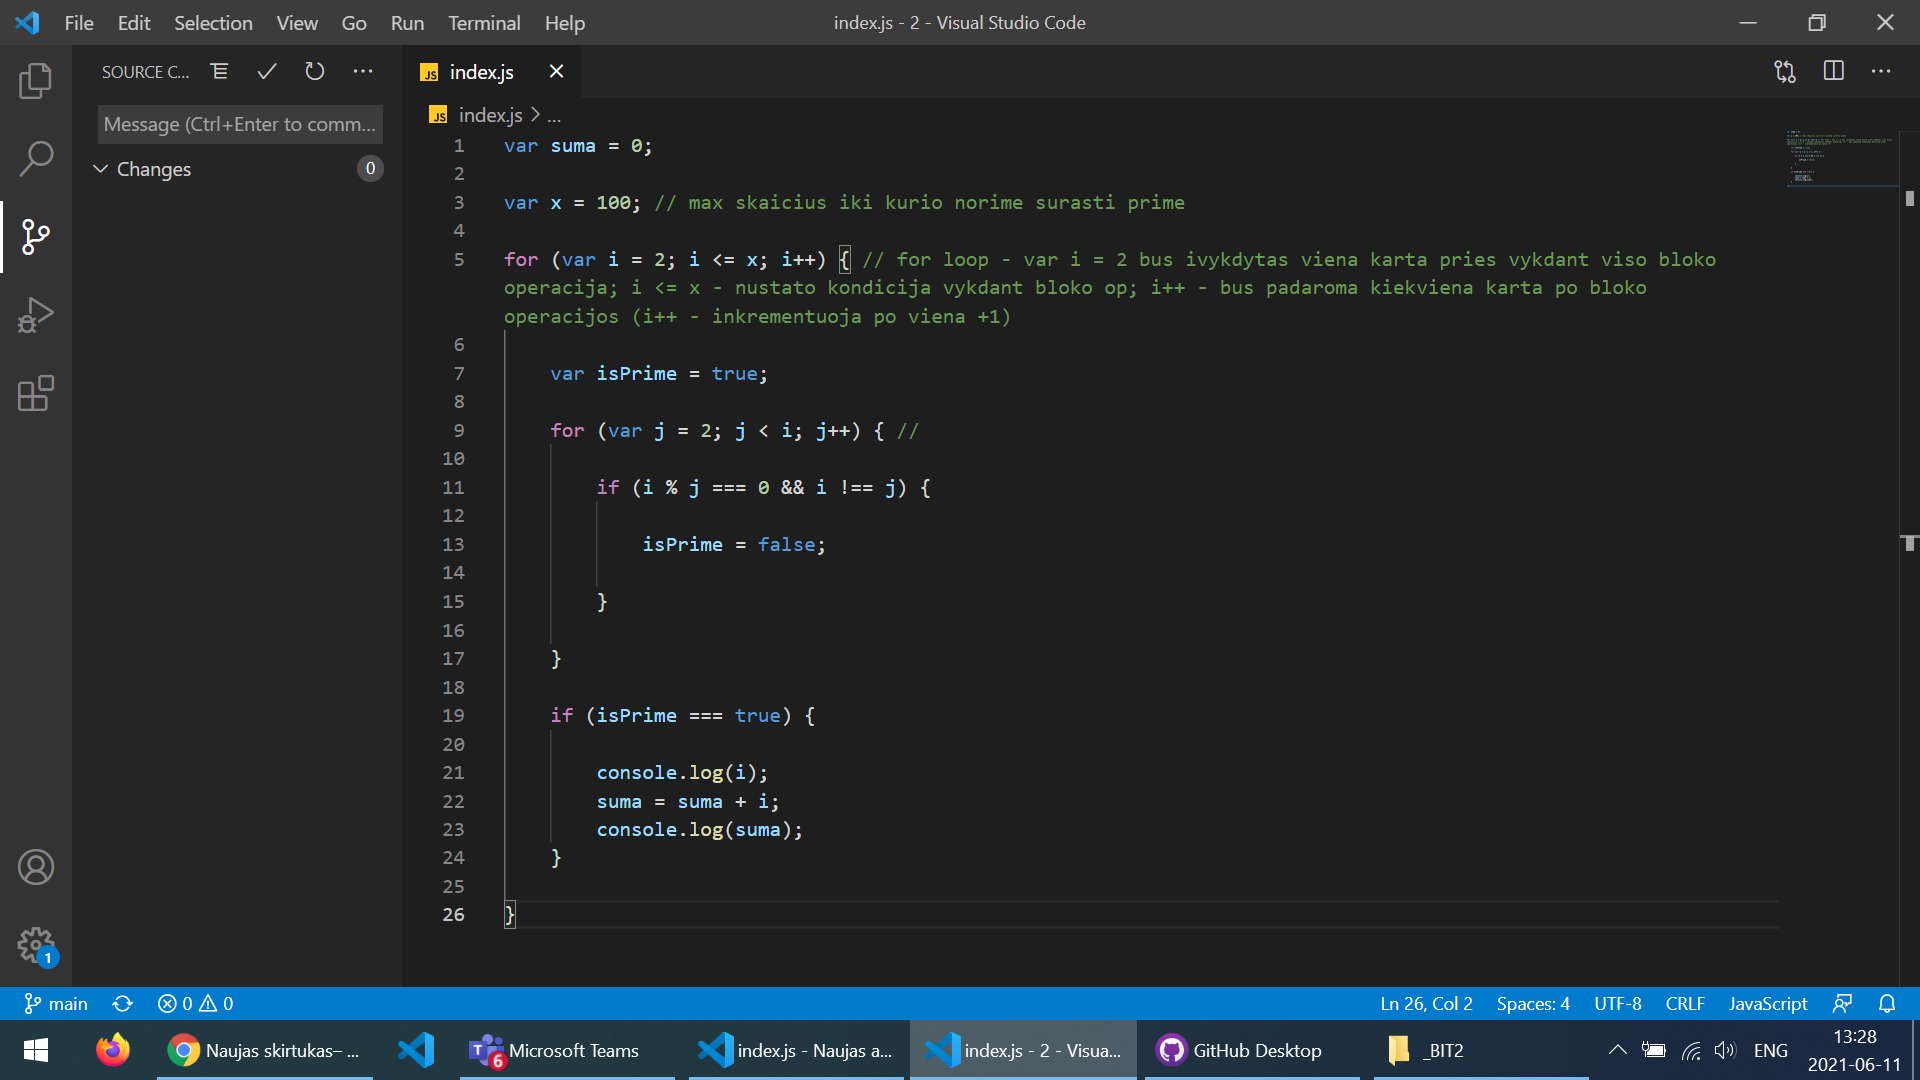 File Edit Selection View Go Run Terminal Help
index.js - 2 - Visual Studio Code
SOURCE C...
Message (Ctrl+Enter to comm...
Changes
0
JS index.js
JS index.js > ...
1 var suma = 0;
2
3 var x = 100; // max skaicius iki kurio norime surasti prime
4
5 for (var i = 2; i <= x; i++) { // for loop - var i = 2 bus ivykdytas viena karta pries vykdant viso bloko
operacija; i <= x - nustato kondicija vykdant bloko op; i++ - bus padaroma kiekviena karta po bloko
operacijos (i++ - inkrementuoja po viena +1)
6
7 var isPrime = true;
8
9 for (var j = 2; j < i; j++) { //
10
11 if (i % j === 0 && i !== j) {
12
13 isPrime = false;
14
15 }
16
17 }
18
19 if (isPrime === true) {
20
21 console.log(i);
22 suma = suma + i;
23 console.log(suma);
24 }
25
26 }
1
main
0 0
Ln 26, Col 2 Spaces: 4 UTF-8 CRLF JavaScript
Naujas skirtukas– ...
T 6 Microsoft Teams
index.js - Naujas a...
index.js - 2 - Visua...
GitHub Desktop
_BIT2
ENG
13:28
2021-06-11